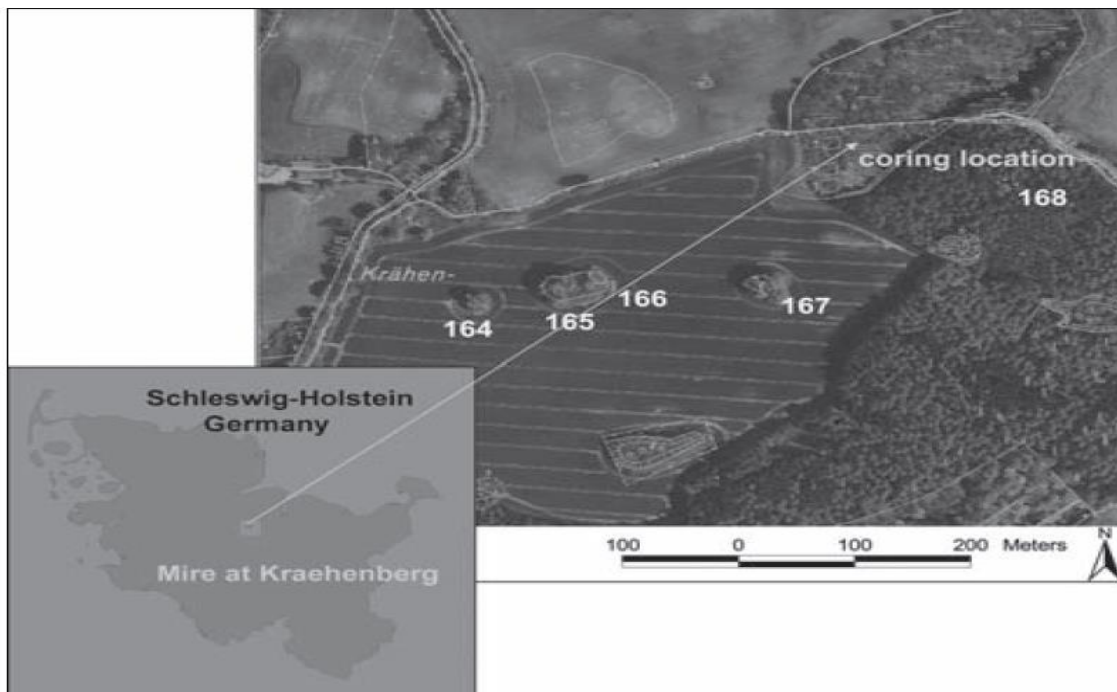 coring location
168
Krähen-
166
167
164
165
Schleswig-Holstein
Germany
Mire at Kraehenberg
100 0 100 200 Meters
N